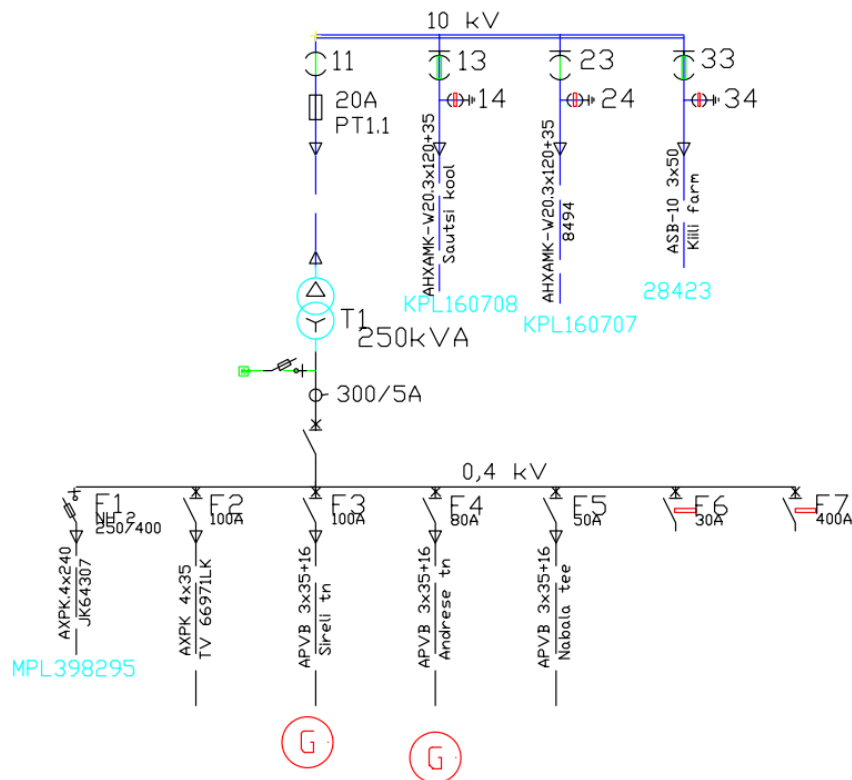 10 kV
11
13
23
33
20A
PT1.1
14
24
34
AHXAMK-W20.3x120+35
Sautsi kool
AHXAMK-W20.3x120+35
8494
ASB-10 3x50
Kiili farm
KPL160708
KPL160707
28423
T1
250kVA
300/5A
0,4 kV
F1
NH 2
250/400
F2
100A
F3
100A
F4
80A
F5
50A
F6
30A
F7
400A
AXPK.4x240
JK64307
AXPK 4x35
TV 66971LK
APVB 3x35+16
Sireli tn
APVB 3x35+16
Andrese tn
APVB 3x35+16
Nabala tee
MPL398295
G
G